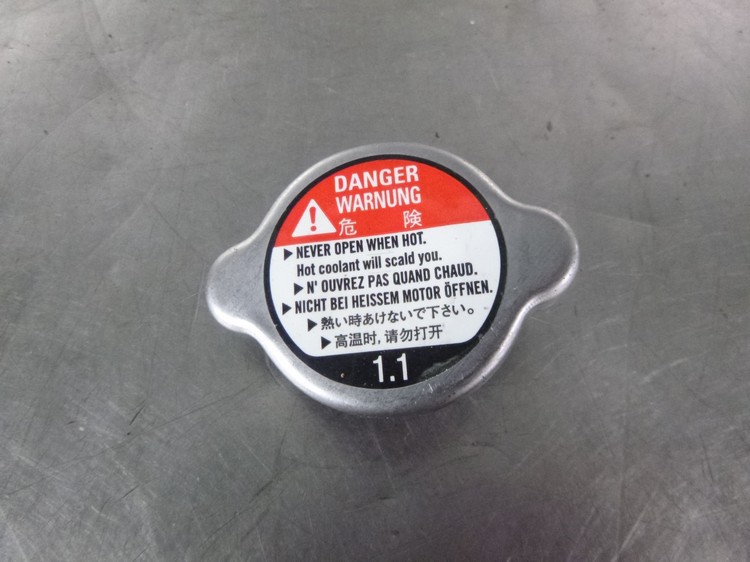 DANGER
WARNUNG
危 険
▶ NEVER OPEN WHEN HOT.
Hot coolant will scald you.
▶ N' OUVREZ PAS QUAND CHAUD.
▶ NICHT BEI HEISSEM MOTOR ÖFFNEN.
▶ 熱い時あけないで下さい。
▶ 高温时, 请勿打开
1.1